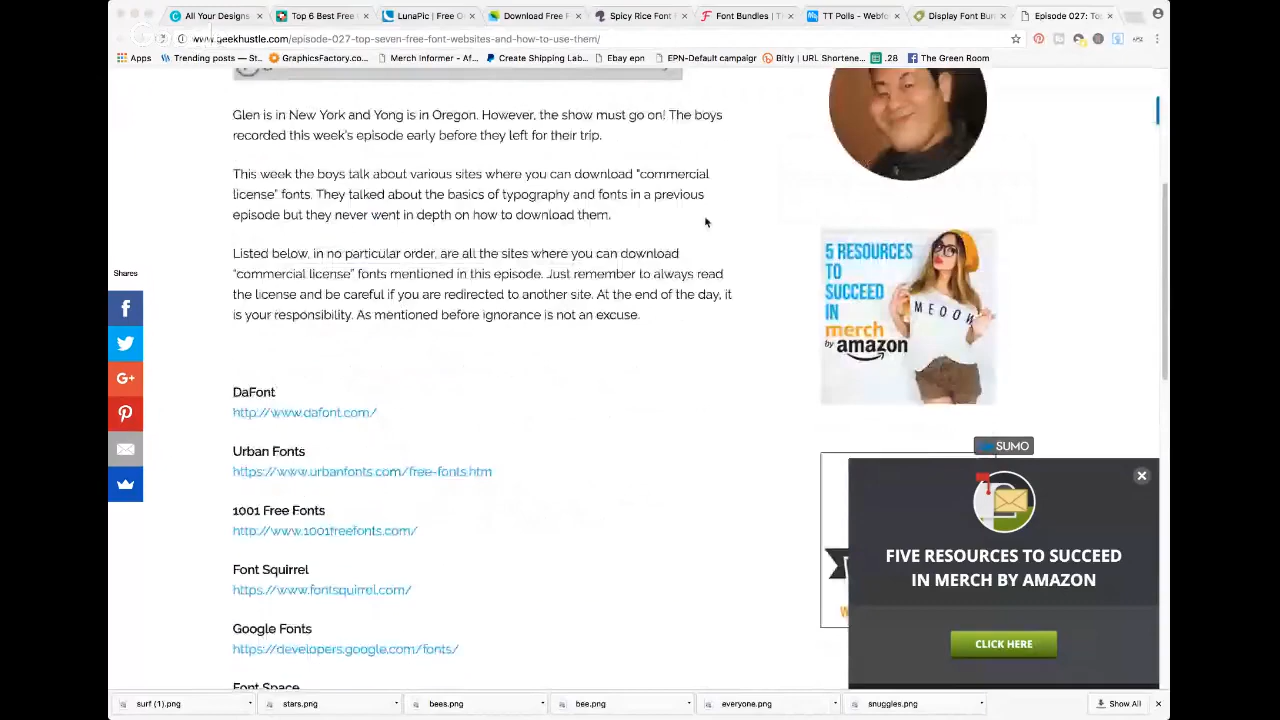 All Your Designs
Top 6 Best Free
LunaPic | Free O
Download Free F
Spicy Rice Font
Font Bundles | T
TT Polls - Webfo
Display Font Bun
Episode 027: Top
www.geekhustle.com/episode-027-top-seven-free-font-websites-and-how-to-use-them/
Apps
Trending posts — St...
GraphicsFactory.co...
Merch Informer - Af...
Create Shipping Lab...
Ebay epn
EPN-Default campaigr
Bitly | URL Shortene...
.28
The Green Room
Glen is in New York and Yong is in Oregon. However, the show must go on! The boys
recorded this week's episode early before they left for their trip.
This week the boys talk about various sites where you can download "commercial
license" fonts. They talked about the basics of typography and fonts in a previous
episode but they never went in depth on how to download them.
Listed below, in no particular order, are all the sites where you can download
"commercial license" fonts mentioned in this episode. Just remember to always read
the license and be careful if you are redirected to another site. At the end of the day, it
is your responsibility. As mentioned before ignorance is not an excuse.
Shares
DaFont
http://www.dafont.com/
Urban Fonts
https://www.urbanfonts.com/free-fonts.htm
1001 Free Fonts
http://www.1001freefonts.com/
Font Squirrel
https://www.fontsquirrel.com/
Google Fonts
https://developers.google.com/fonts/
Font Space
5 RESOURCES
TO
SUCCEED
IN
merch
by amazon
MEOOW
SUMO
FIVE RESOURCES TO SUCCEED
IN MERCH BY AMAZON
CLICK HERE
surf (1).png
stars.png
bees.png
bee.png
everyone.png
snuggles.png
Show All